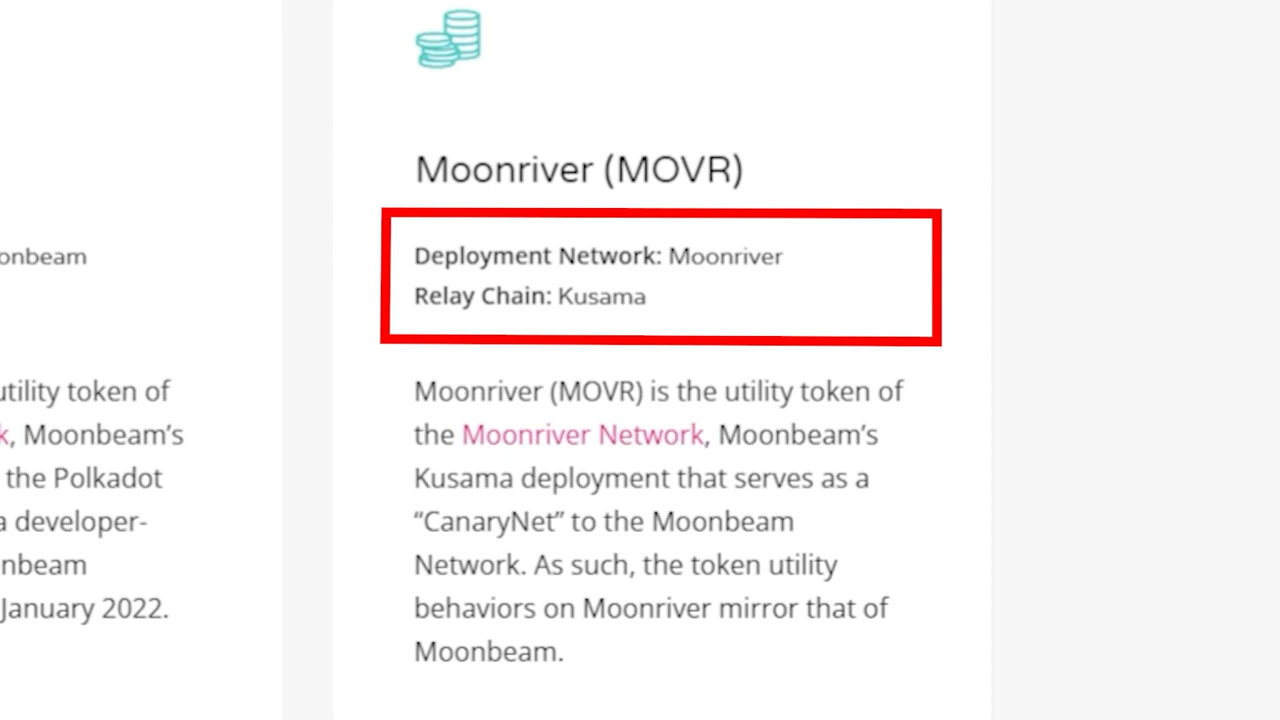 onbeam
utility token of
k, Moonbeam’s
the Polkadot
a developer-
nbeam
January 2022.
Moonriver (MOVR)
Deployment Network: Moonriver
Relay Chain: Kusama
Moonriver (MOVR) is the utility token of
the Moonriver Network, Moonbeam’s
Kusama deployment that serves as a
“CanaryNet” to the Moonbeam
Network. As such, the token utility
behaviors on Moonriver mirror that of
Moonbeam.